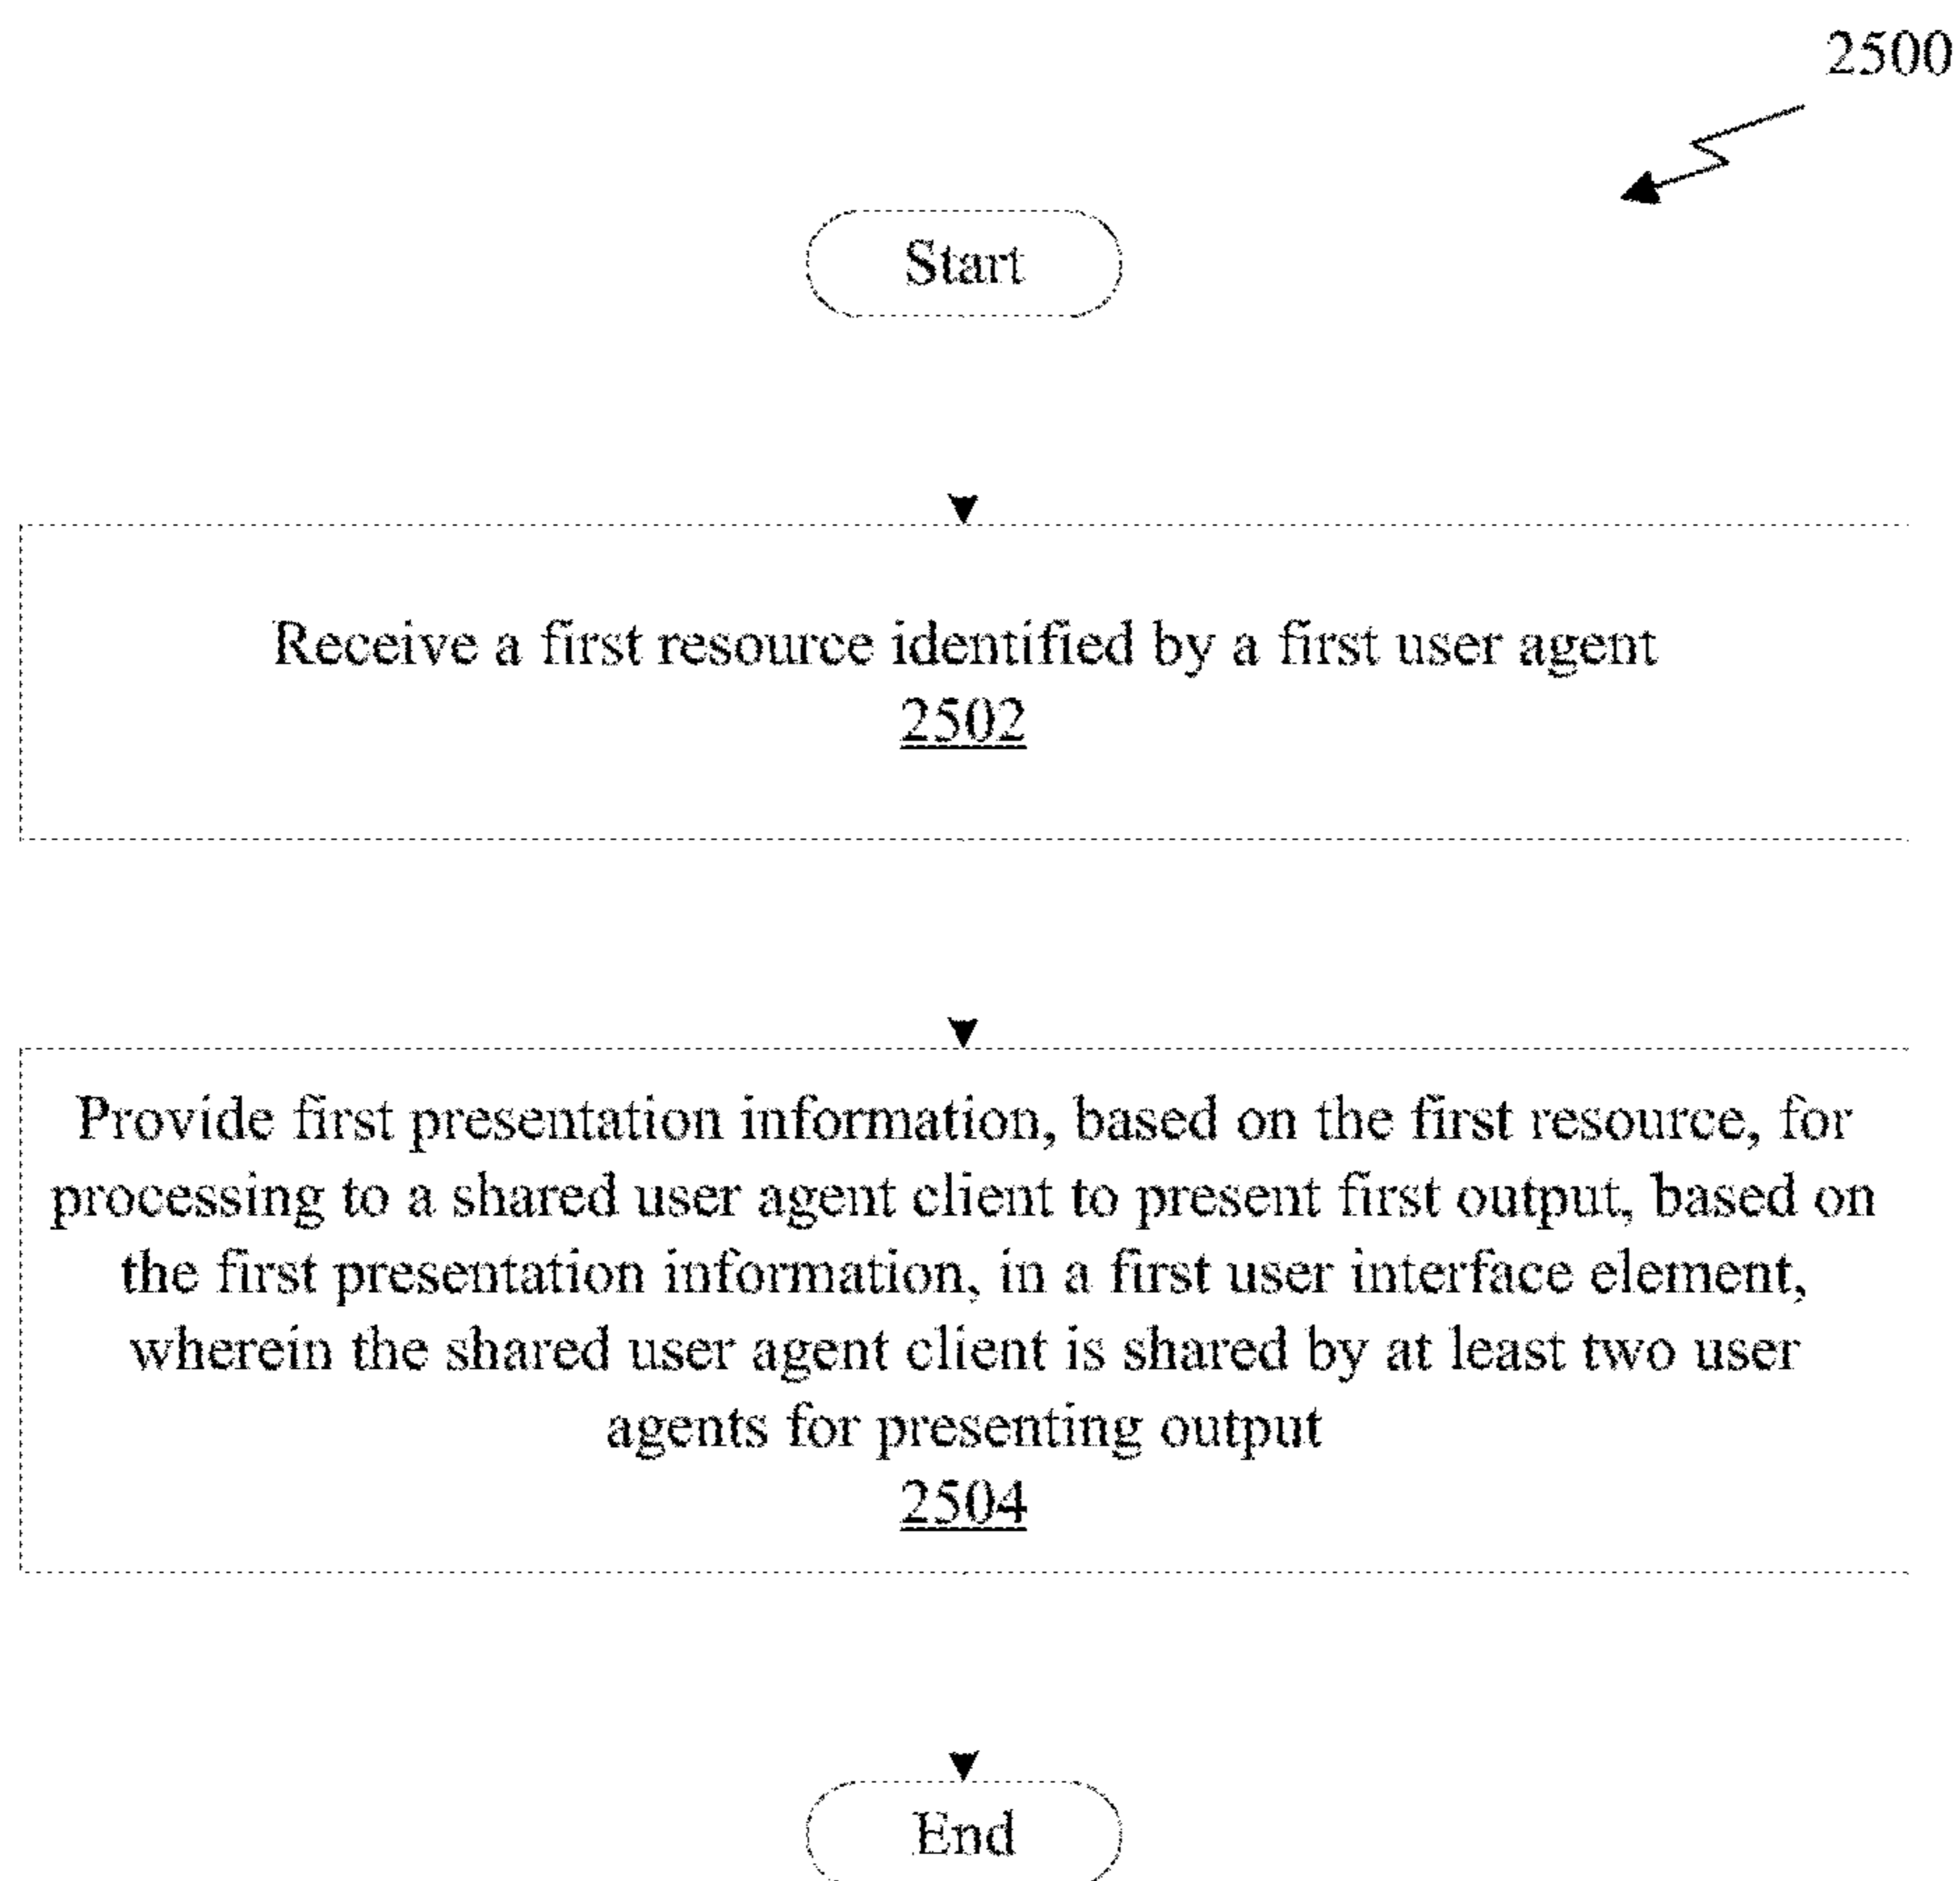 2500
Start
Receive a first resource identified by a first user agent
2502
Provide first presentation information, based on the first resource, for
processing to a shared user agent client to present first output, based on
the first presentation information, in a first user interface element,
wherein the shared user agent client is shared by at least two user
agents for presenting output
2504
End